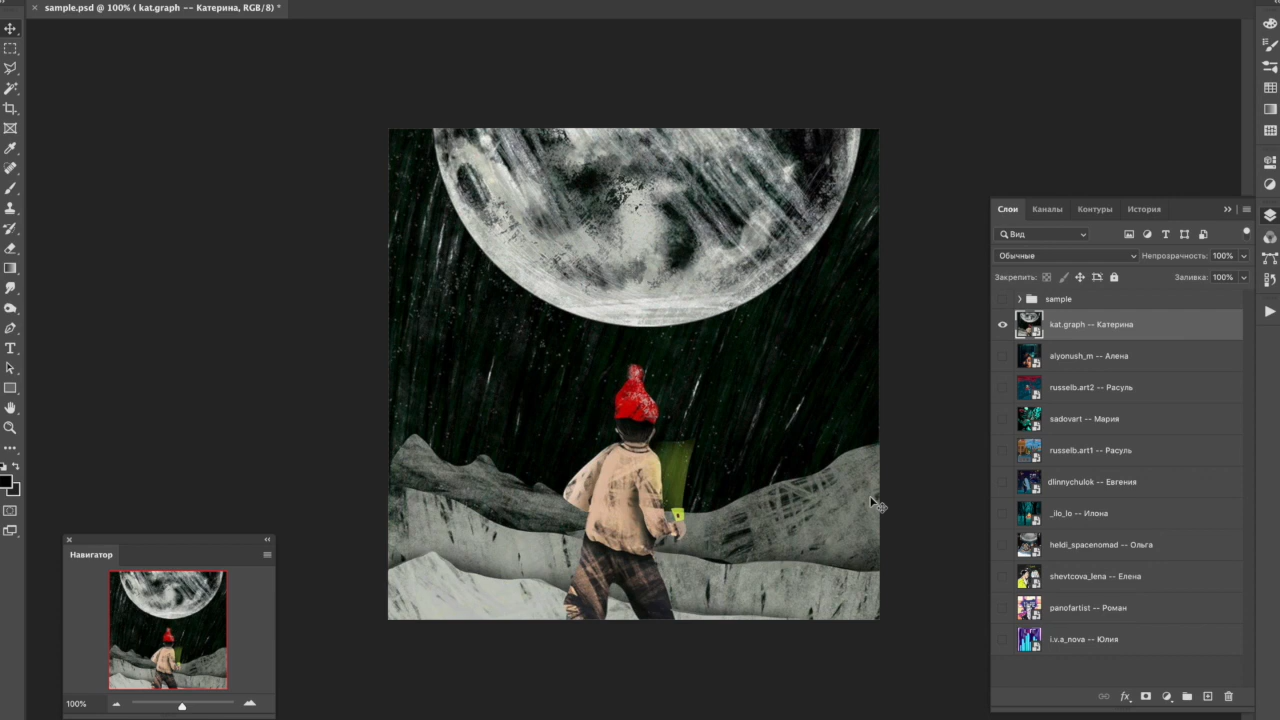 sample.psd @ 100% ( kat.graph -- Катерина, RGB/8) *
Слои Каналы Контуры История
Вид
Обычные Непрозрачность: 100%
Закрепить: Заливка: 100%
sample
kat.graph -- Катерина
alyonush_m -- Алена
russelb.art2 -- Расуль
sadovart -- Мария
russelb.art1 -- Расуль
dlinnychulok -- Евгения
_ilo_lo -- Илона
heldi_spacenomad -- Ольга
shevtcova_lena -- Елена
panofartist -- Роман
i.v.a_nova -- Юлия
fx
Навигатор
100%